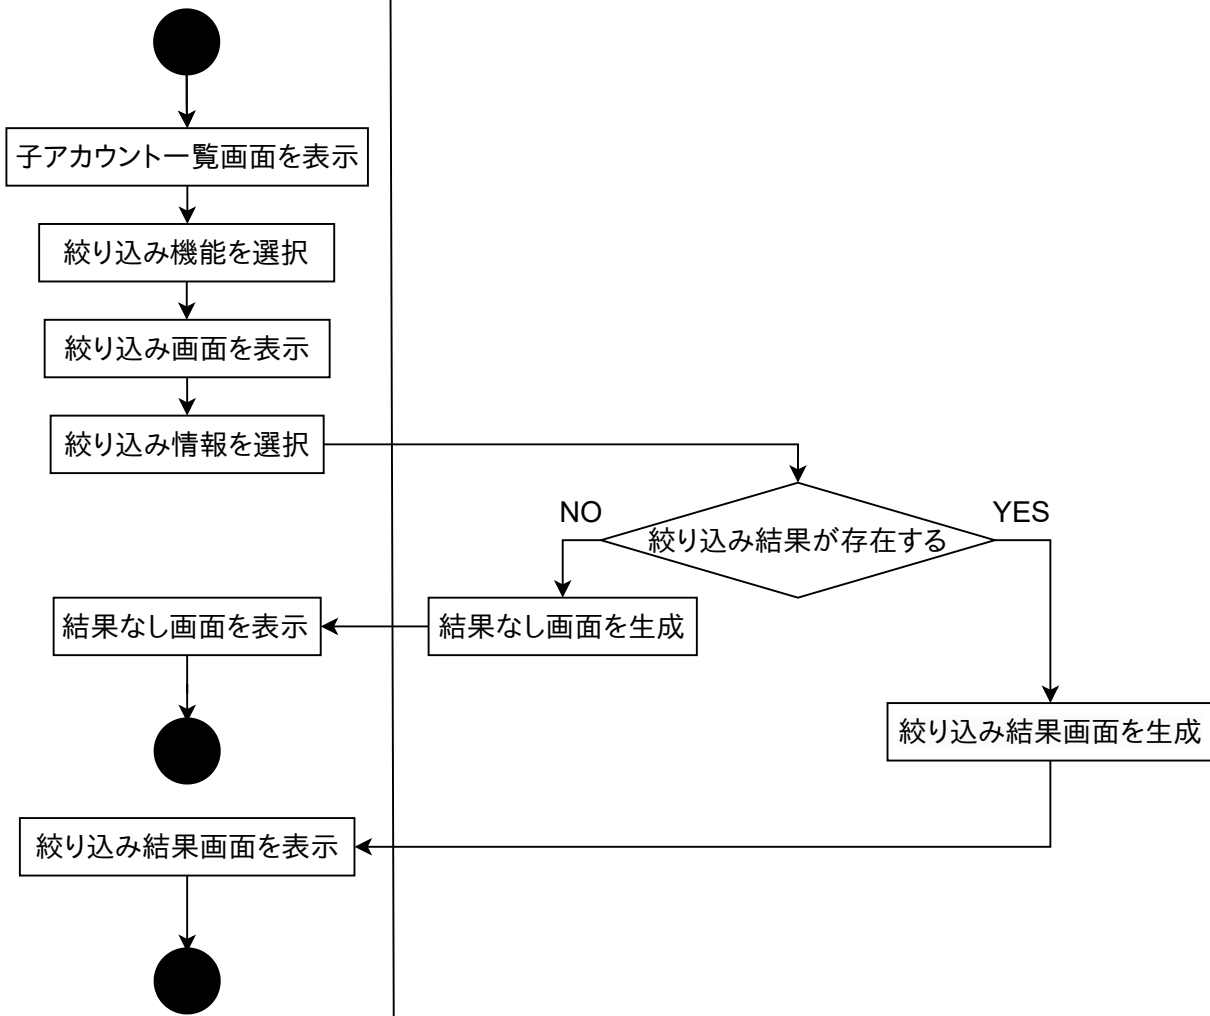 子アカウント一覧画面を表示
絞り込み機能を選択
絞り込み画面を表示
絞り込み情報を選択
NO
YES
絞り込み結果が存在する
結果なし画面を表示
結果なし画面を生成
絞り込み結果画面を生成
絞り込み結果画面を表示